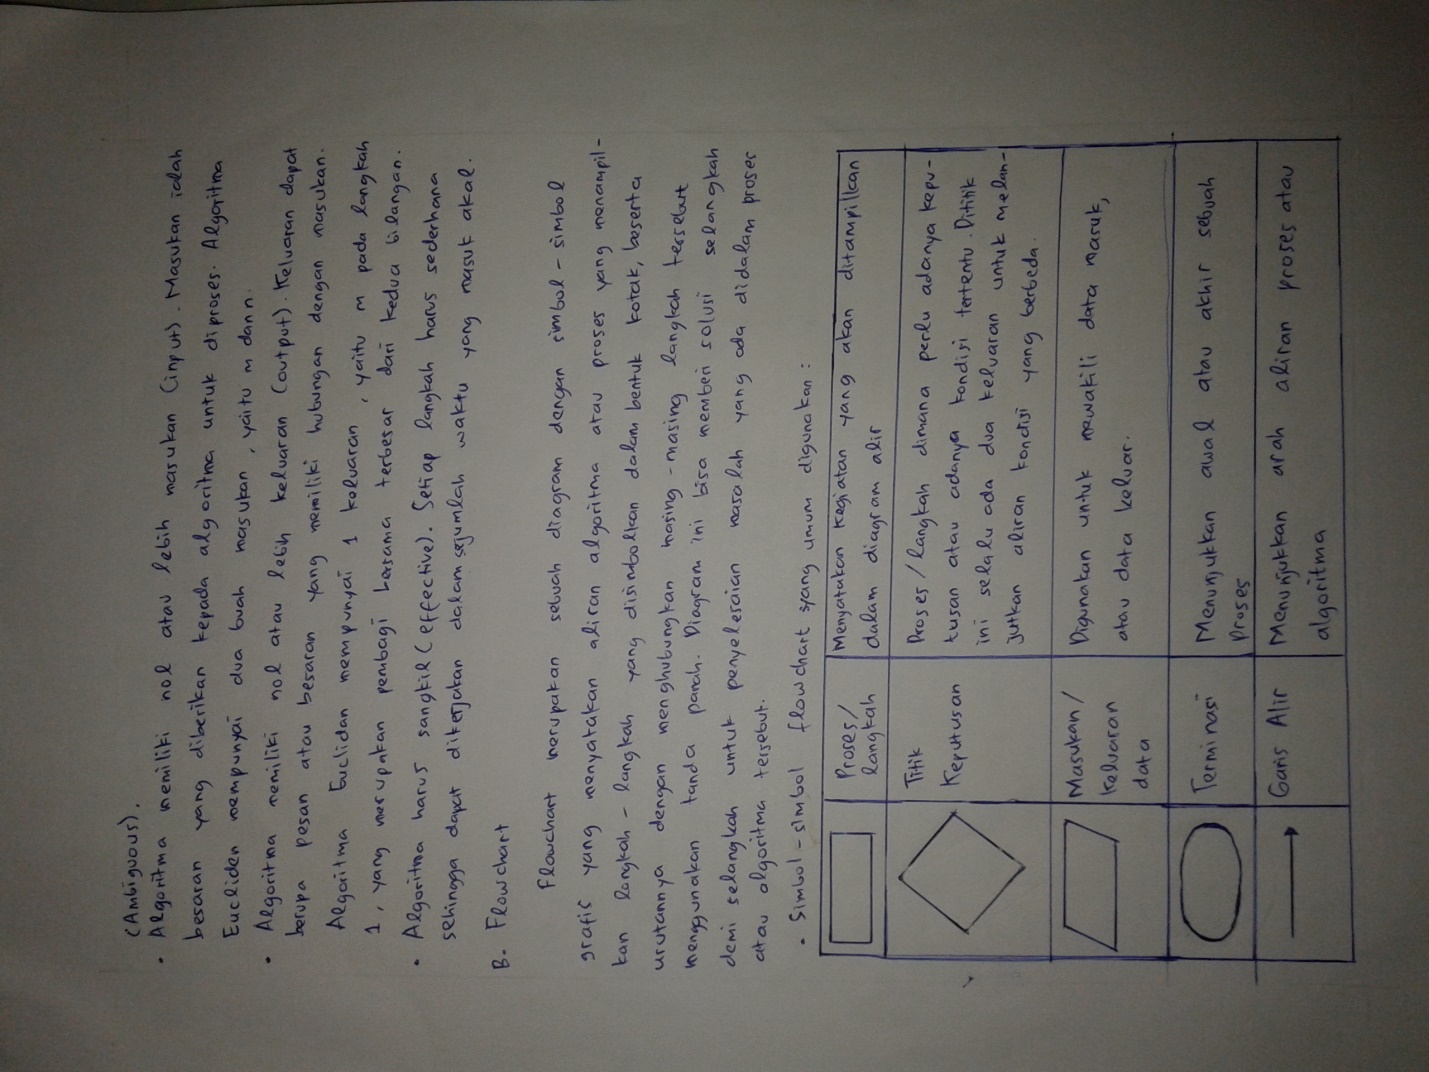 (Ambiguous).
• Algoritma memiliki nol atau lebih masukan (input). Masukan ialah
besaran yang diberikan kepada algoritma untuk diproses. Algoritma
Eucliden mempunyai dua buah masukan, yaitu m dan n.
• Algoritma memiliki nol atau lebih keluaran (output). Keluaran dapat
berupa pesan atau besaran yang memiliki hubungan dengan masukan.
Algoritma Euclidan mempunyai 1 keluaran, yaitu m pada langkah
1, yang merupakan pembagi bersama terbesar dari kedua bilangan.
• Algoritma harus sangkil (effective). Setiap langkah harus sederhana
sehingga dapat dikerjakan dalam sejumlah waktu yang masuk akal.
B. Flowchart
Flowchart merupakan sebuah diagram dengan simbol - simbol
grafis yang menyatakan aliran algoritma atau proses yang menampil-
kan langkah - langkah yang disimbolkan dalam bentuk kotak, beserta
urutannya dengan menghubungkan masing - masing langkah tersebut
menggunakan tanda panah. Diagram ini bisa memberi solusi selangkah
demi selangkah untuk penyelesaian masalah yang ada didalam proses
atau algoritma tersebut.
• Simbol - simbol flowchart yang umum digunakan :
Proses/ Menyatakan kegiatan yang akan ditampilkan
langkah dalam diagram alir
Titik Proses / langkah dimana perlu adanya kepu-
Keputusan tusan atau adanya kondisi tertentu. Dititik
ini selalu ada dua keluaran untuk melan-
jutkan aliran kondisi yang berbeda.
Masukan/ Digunakan untuk mewakili data masuk,
Keluaran atau data keluar.
data
Terminasi Menunjukkan awal atau akhir sebuah
proses
Garis Alir Menunjukkan arah aliran proses atau
algoritma